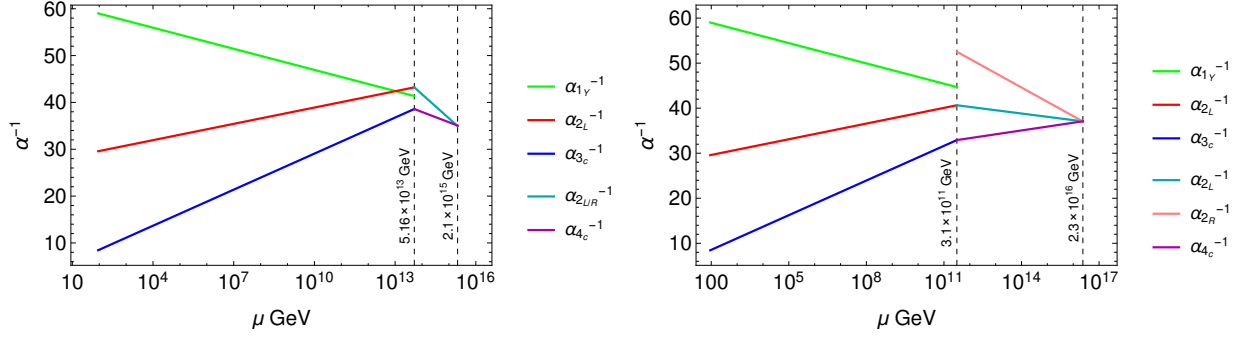 60
50
40
30
20
10
α⁻¹
5.16×10¹³ GeV
2.1×10¹⁵ GeV
10 10⁴ 10⁷ 10¹⁰ 10¹³ 10¹⁶
μ GeV
α₁Y⁻¹
α₂L⁻¹
α₃c⁻¹
α₂L/R⁻¹
α₄c⁻¹
60
50
40
30
20
10
α⁻¹
3.1×10¹¹ GeV
2.3×10¹⁶ GeV
100 10⁵ 10⁸ 10¹¹ 10¹⁴ 10¹⁷
μ GeV
α₁Y⁻¹
α₂L⁻¹
α₃c⁻¹
α₂L⁻¹
α₂R⁻¹
α₄c⁻¹